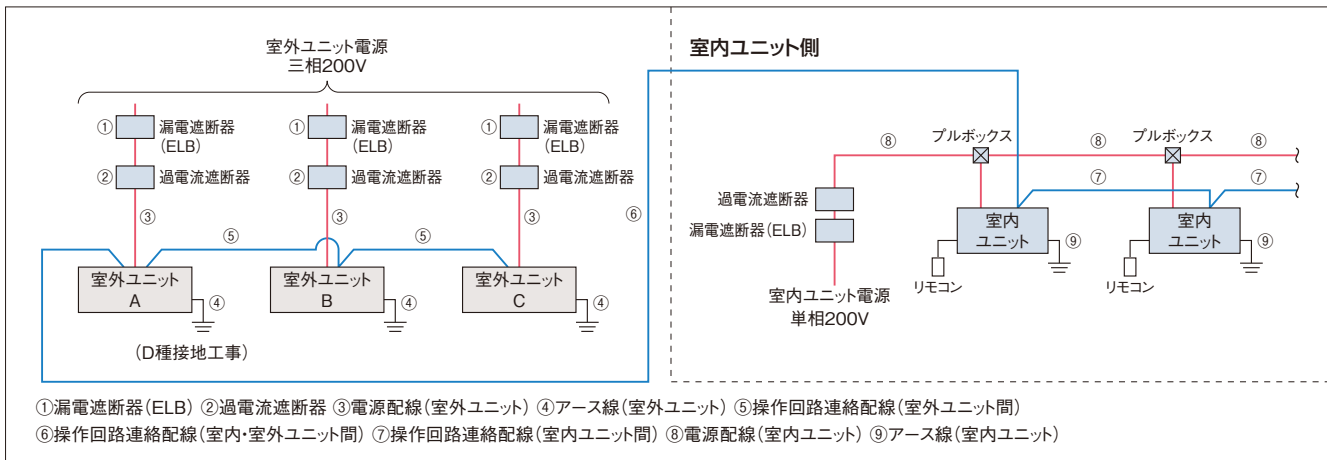 室外ユニット電源
三相200V
室内ユニット側
① 漏電遮断器
(ELB)
① 漏電遮断器
(ELB)
① 漏電遮断器
(ELB)
② 過電流遮断器
② 過電流遮断器
② 過電流遮断器
③
③
③
⑥
⑤
⑤
室外ユニット
A
④
室外ユニット
B
④
室外ユニット
C
④
(D種接地工事)
⑧
プルボックス
⑧
プルボックス
⑧
⑦
⑦
過電流遮断器
漏電遮断器(ELB)
室内
ユニット
⑨
室内
ユニット
⑨
リモコン
リモコン
室内ユニット電源
単相200V
①漏電遮断器(ELB) ②過電流遮断器 ③電源配線(室外ユニット) ④アース線(室外ユニット) ⑤操作回路連絡配線(室外ユニット間)
⑥操作回路連絡配線(室内・室外ユニット間) ⑦操作回路連絡配線(室内ユニット間) ⑧電源配線(室内ユニット) ⑨アース線(室内ユニット)